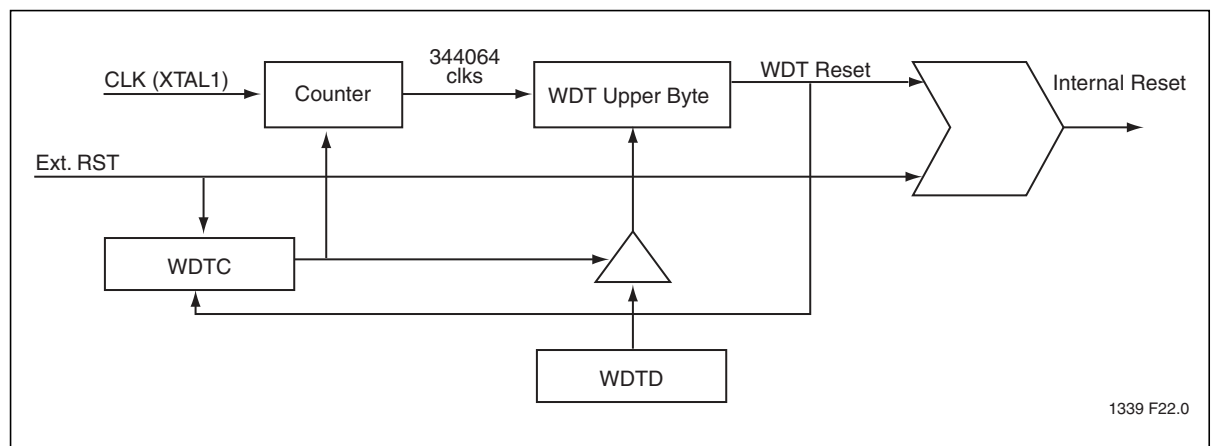 344064
clks
CLK (XTAL1)
Counter
WDT Upper Byte
WDT Reset
Internal Reset
Ext. RST
WDTC
WDTD
1339 F22.0